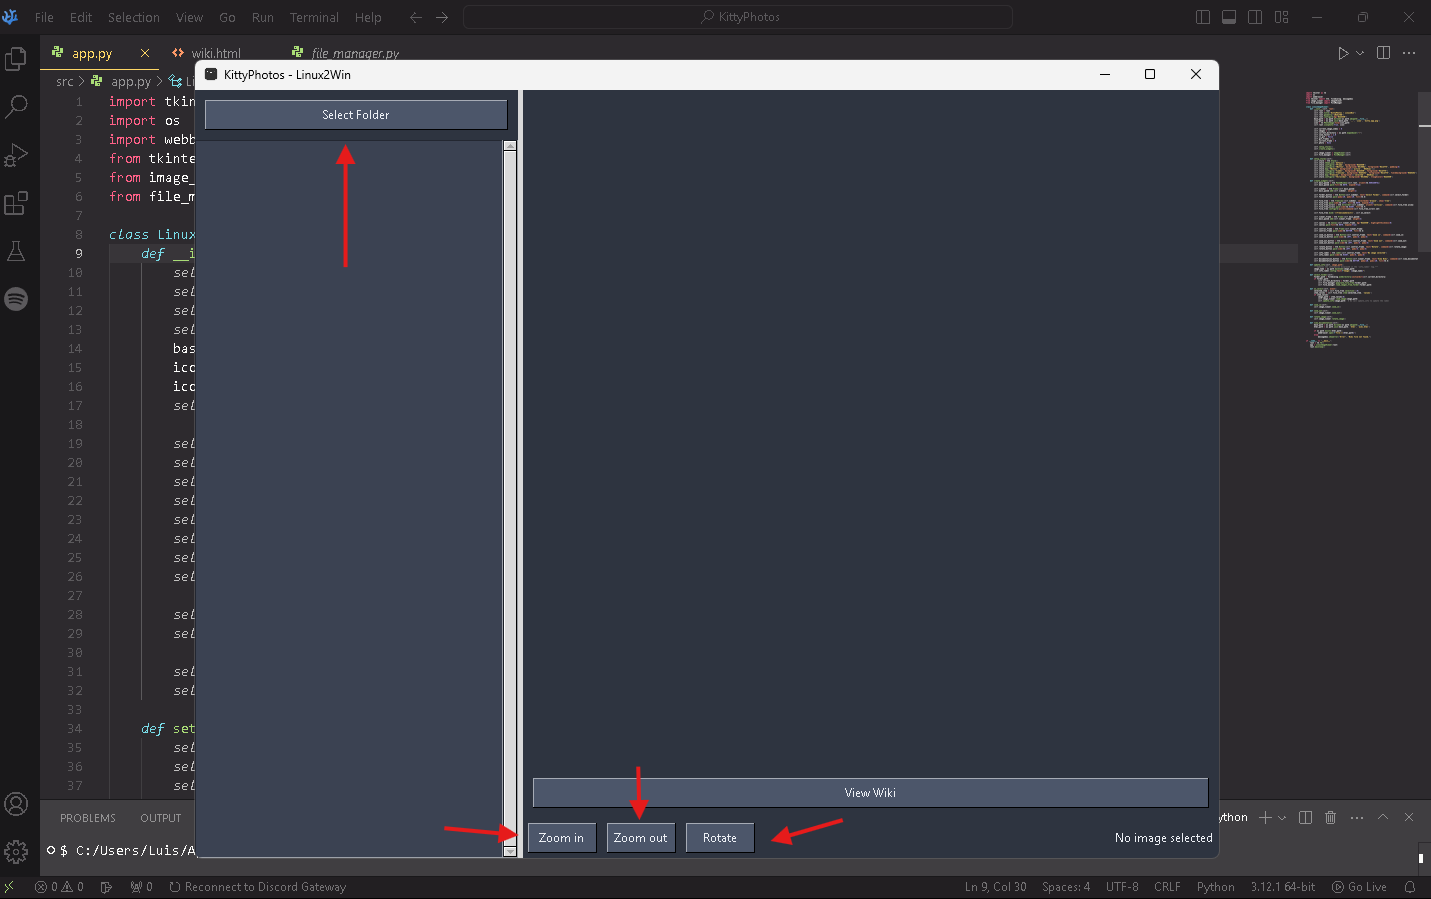 File Edit Selection View Go Run Terminal Help
KittyPhotos
app.py
wiki.html
file_manager.py
src > app.py > Li
KittyPhotos - Linux2Win
Select Folder
1 import tkin
2 import os
3 import webb
4 from tkinte
5 from image_
6 from file_m
7
8 class Linux
9 def __i
10 sel
11 sel
12 sel
13 sel
14 bas
15 ico
16 ico
17 sel
18
19 sel
20 sel
21 sel
22 sel
23 sel
24 sel
25 sel
26 sel
27
28 sel
29 sel
30
31 sel
32 sel
33
34 def set
35 sel
36 sel
37 sel
View Wiki
Zoom in
Zoom out
Rotate
No image selected
PROBLEMS OUTPUT
ython
$ C:/Users/Luis/A
0 0
0
Reconnect to Discord Gateway
Ln 9, Col 30
Spaces: 4
UTF-8
CRLF
Python
3.12.1 64-bit
Go Live